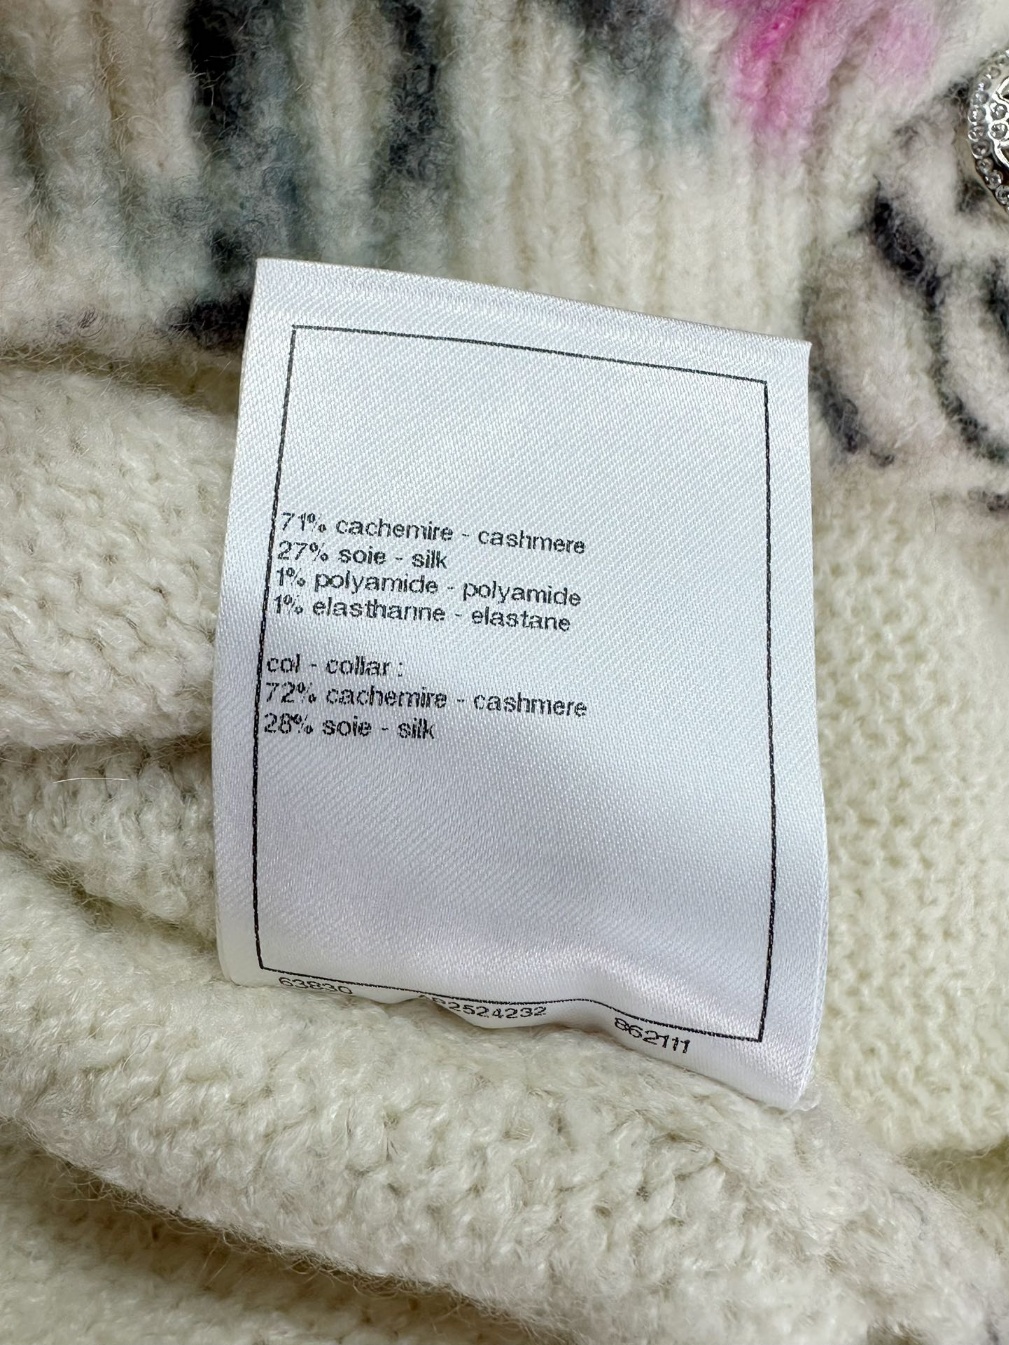 71% cachemire - cashmere
27% soie - silk
1% polyamide - polyamide
1% elasthanne - elastane
col - collar :
72% cachemire - cashmere
28% soie - silk
63830 862111